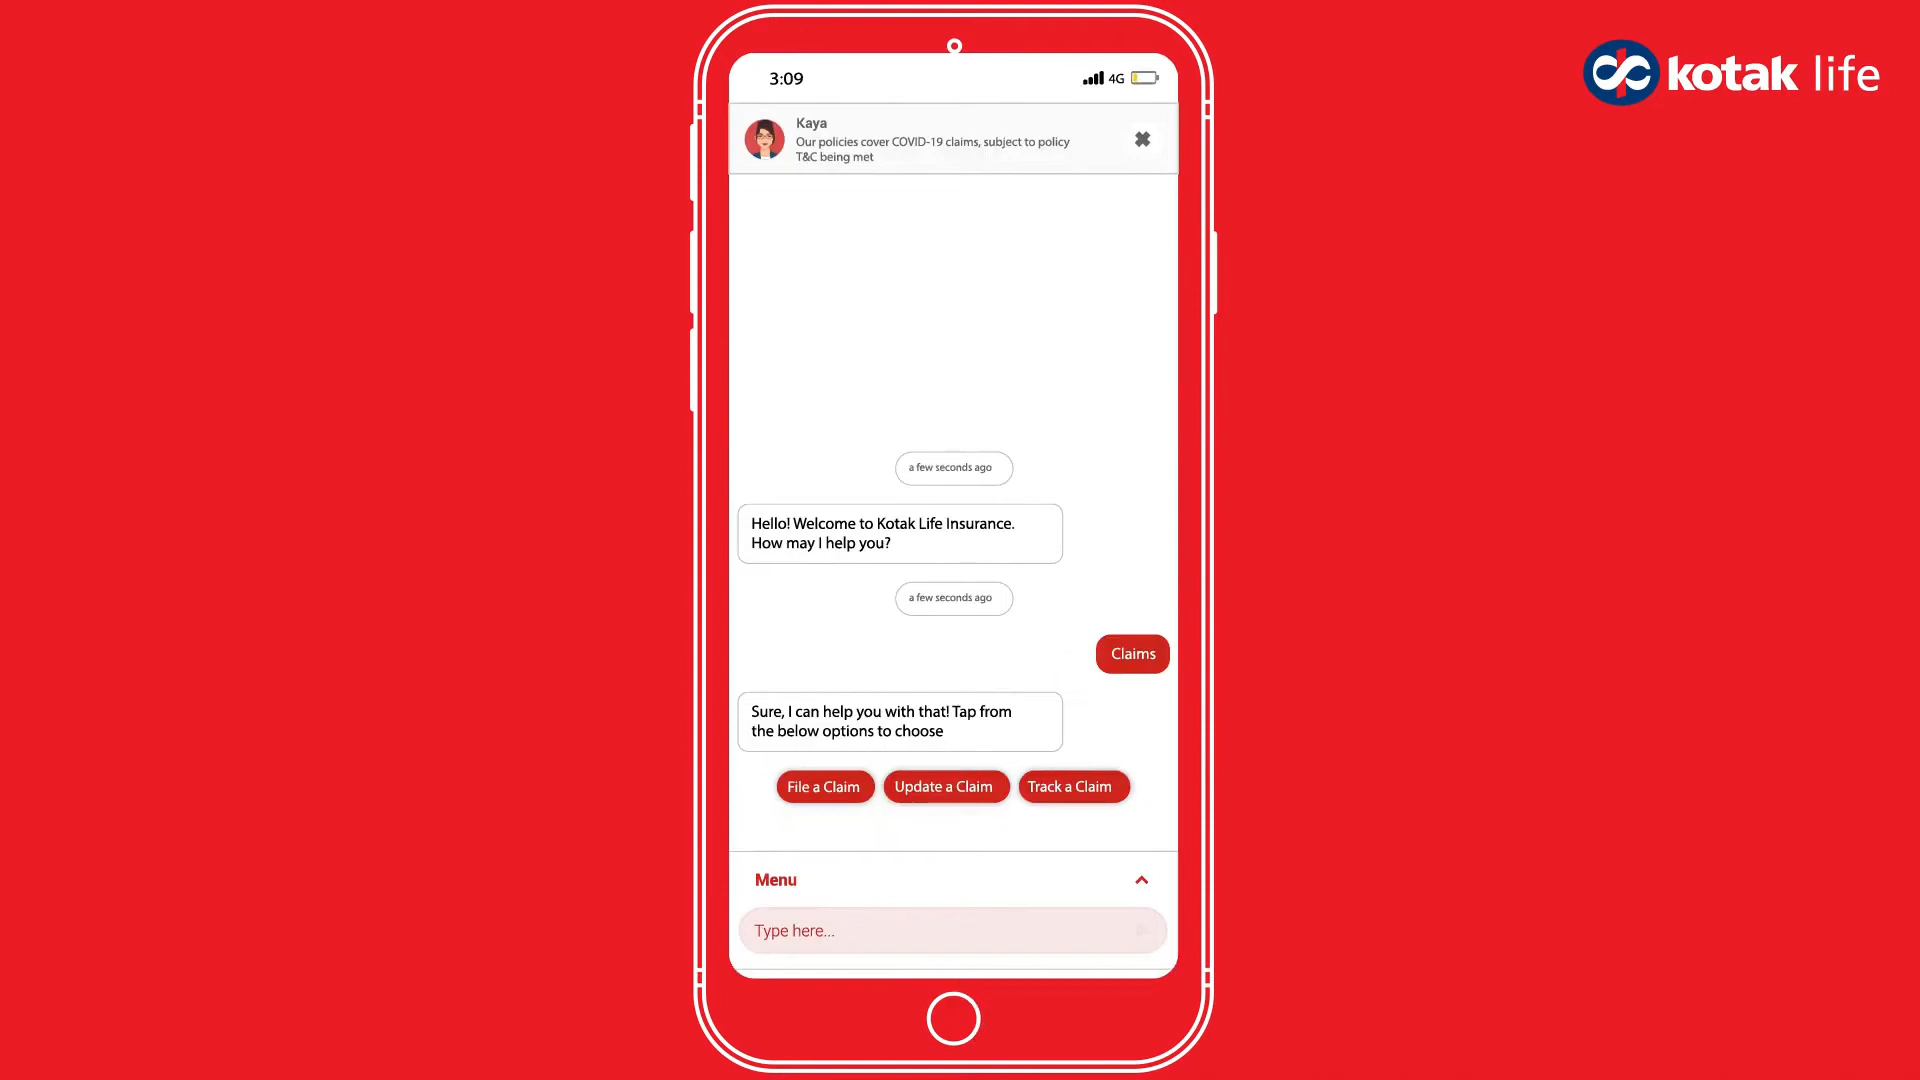 kotak life
3:09
4G
Kaya
Our policies cover COVID-19 claims, subject to policy
T&C being met
a few seconds ago
Hello! Welcome to Kotak Life Insurance.
How may I help you?
a few seconds ago
Claims
Sure, I can help you with that! Tap from
the below options to choose
File a Claim
Update a Claim
Track a Claim
Menu
Type here...